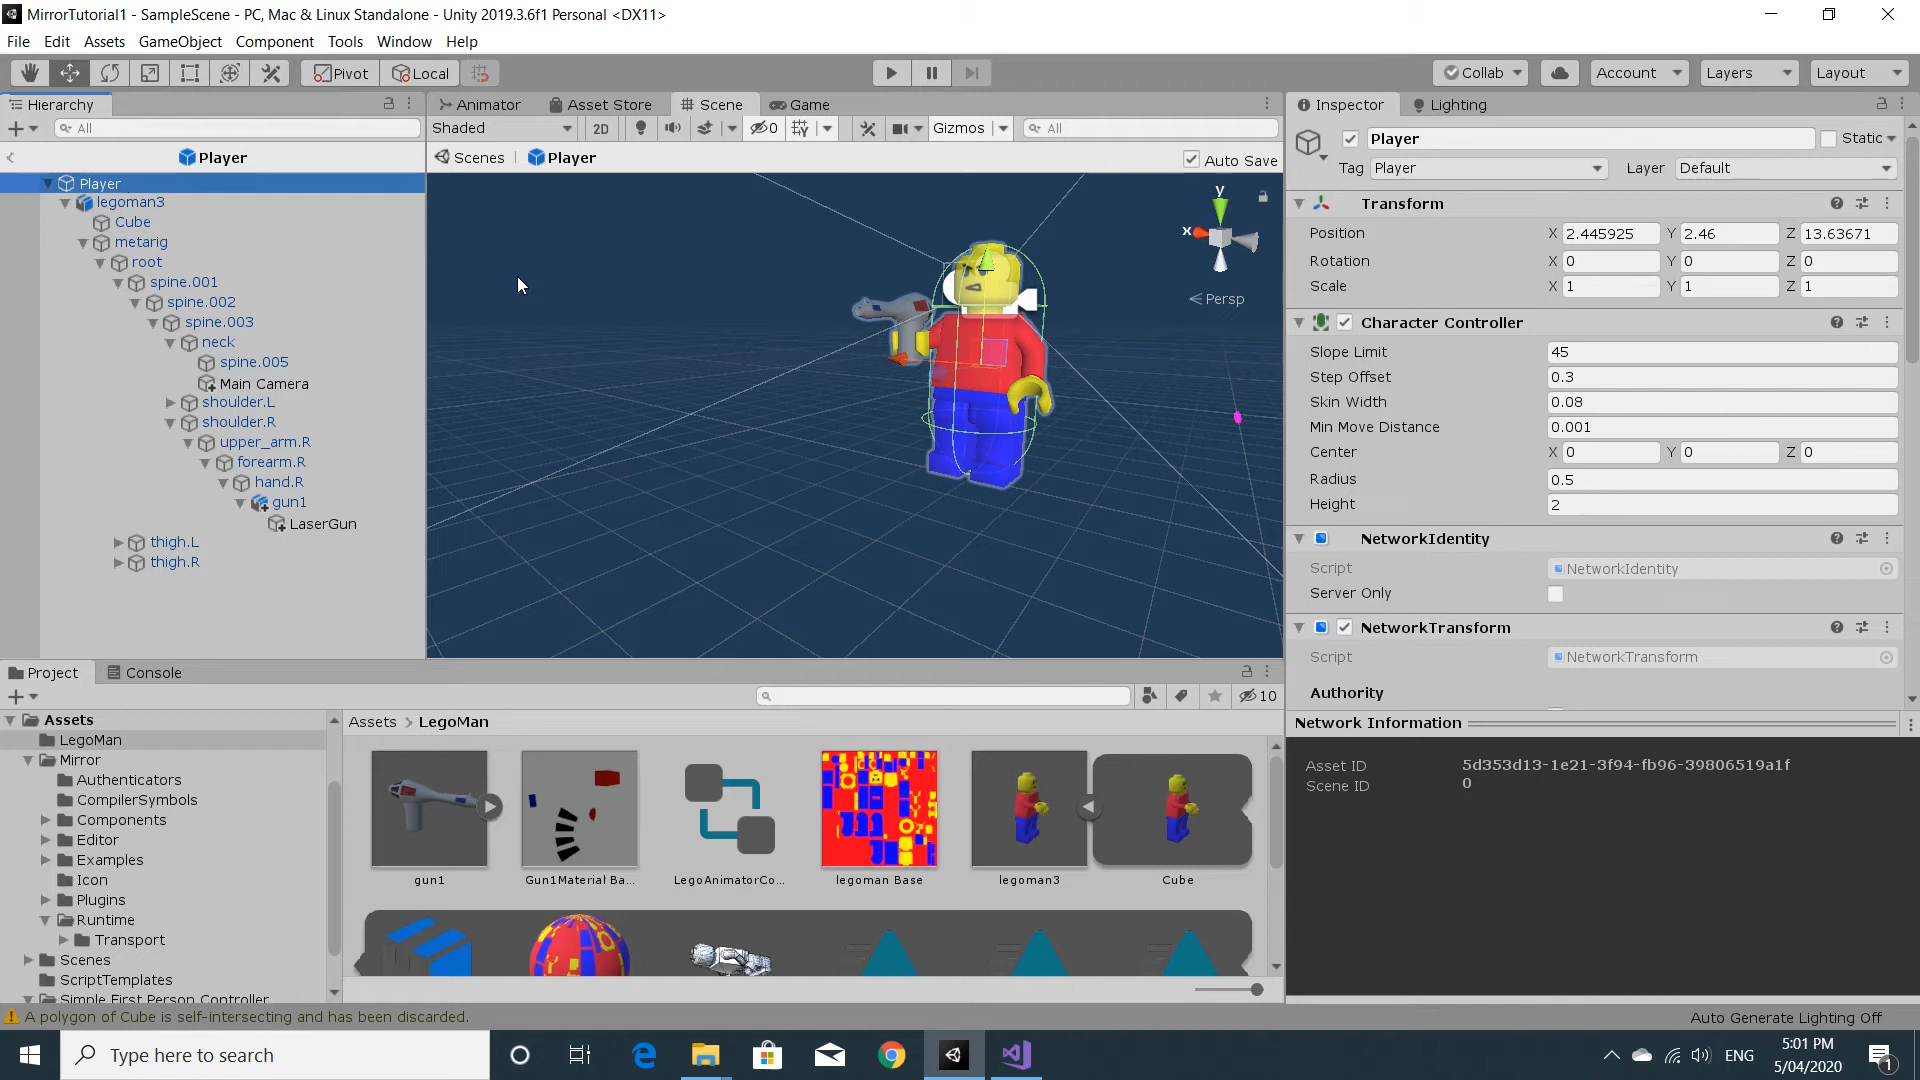 MirrorTutorial1 - SampleScene - PC, Mac & Linux Standalone - Unity 2019.3.6f1 Personal <DX11>
File Edit Assets GameObject Component Tools Window Help
Pivot Local Collab Account Layers Layout
Hierarchy
All
Player
Player
legoman3
Cube
metarig
root
spine.001
spine.002
spine.003
neck
spine.005
Main Camera
shoulder.L
shoulder.R
upper_arm.R
forearm.R
hand.R
gun1
LaserGun
thigh.L
thigh.R
Animator Asset Store Scene Game
Shaded 2D 0 Gizmos All
Scenes Player Auto Save
y
x
Persp
Inspector Lighting
Player Static
Tag Player Layer Default
Transform
Position X 2.445925 Y 2.46 Z 13.63671
Rotation X 0 Y 0 Z 0
Scale X 1 Y 1 Z 1
Character Controller
Slope Limit 45
Step Offset 0.3
Skin Width 0.08
Min Move Distance 0.001
Center X 0 Y 0 Z 0
Radius 0.5
Height 2
NetworkIdentity
Script NetworkIdentity
Server Only
NetworkTransform
Script NetworkTransform
Authority
Network Information
Asset ID 5d353d13-1e21-3f94-fb96-39806519a1f
Scene ID 0
Project Console
10
Assets
LegoMan
Mirror
Authenticators
CompilerSymbols
Components
Editor
Examples
Icon
Plugins
Runtime
Transport
Scenes
ScriptTemplates
Simple First Person Controller
Assets > LegoMan
gun1 Gun1Material Ba... LegoAnimatorCo... legoman Base legoman3 Cube
A polygon of Cube is self-intersecting and has been discarded.
Auto Generate Lighting Off
Type here to search
ENG
5:01 PM
5/04/2020
1